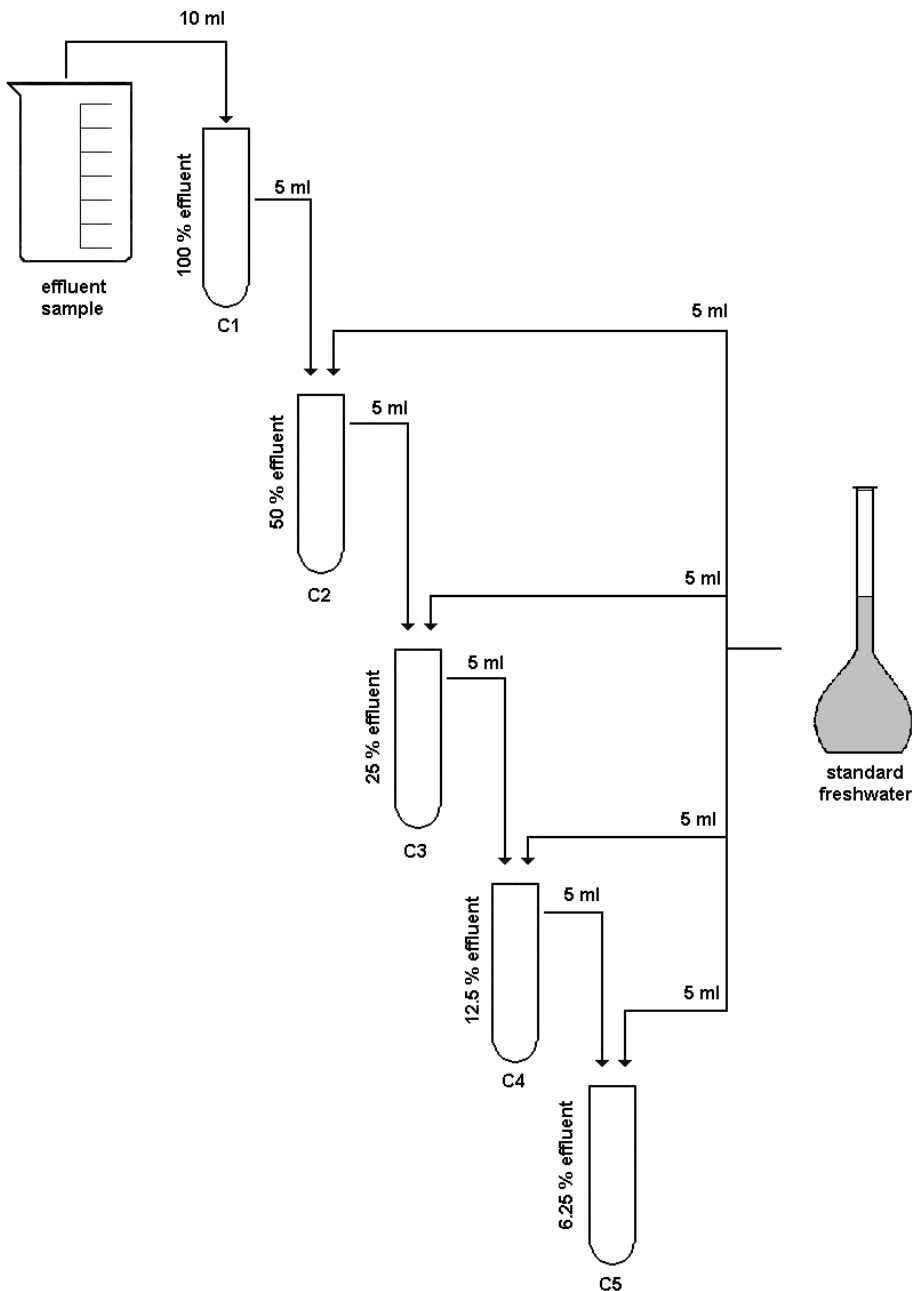 10 ml
100 % effluent
5 ml
effluent
sample
C1
5 ml
50 % effluent
5 ml
C2
5 ml
25 % effluent
5 ml
C3
standard
freshwater
5 ml
12.5 % effluent
5 ml
C4
5 ml
6.25 % effluent
C5